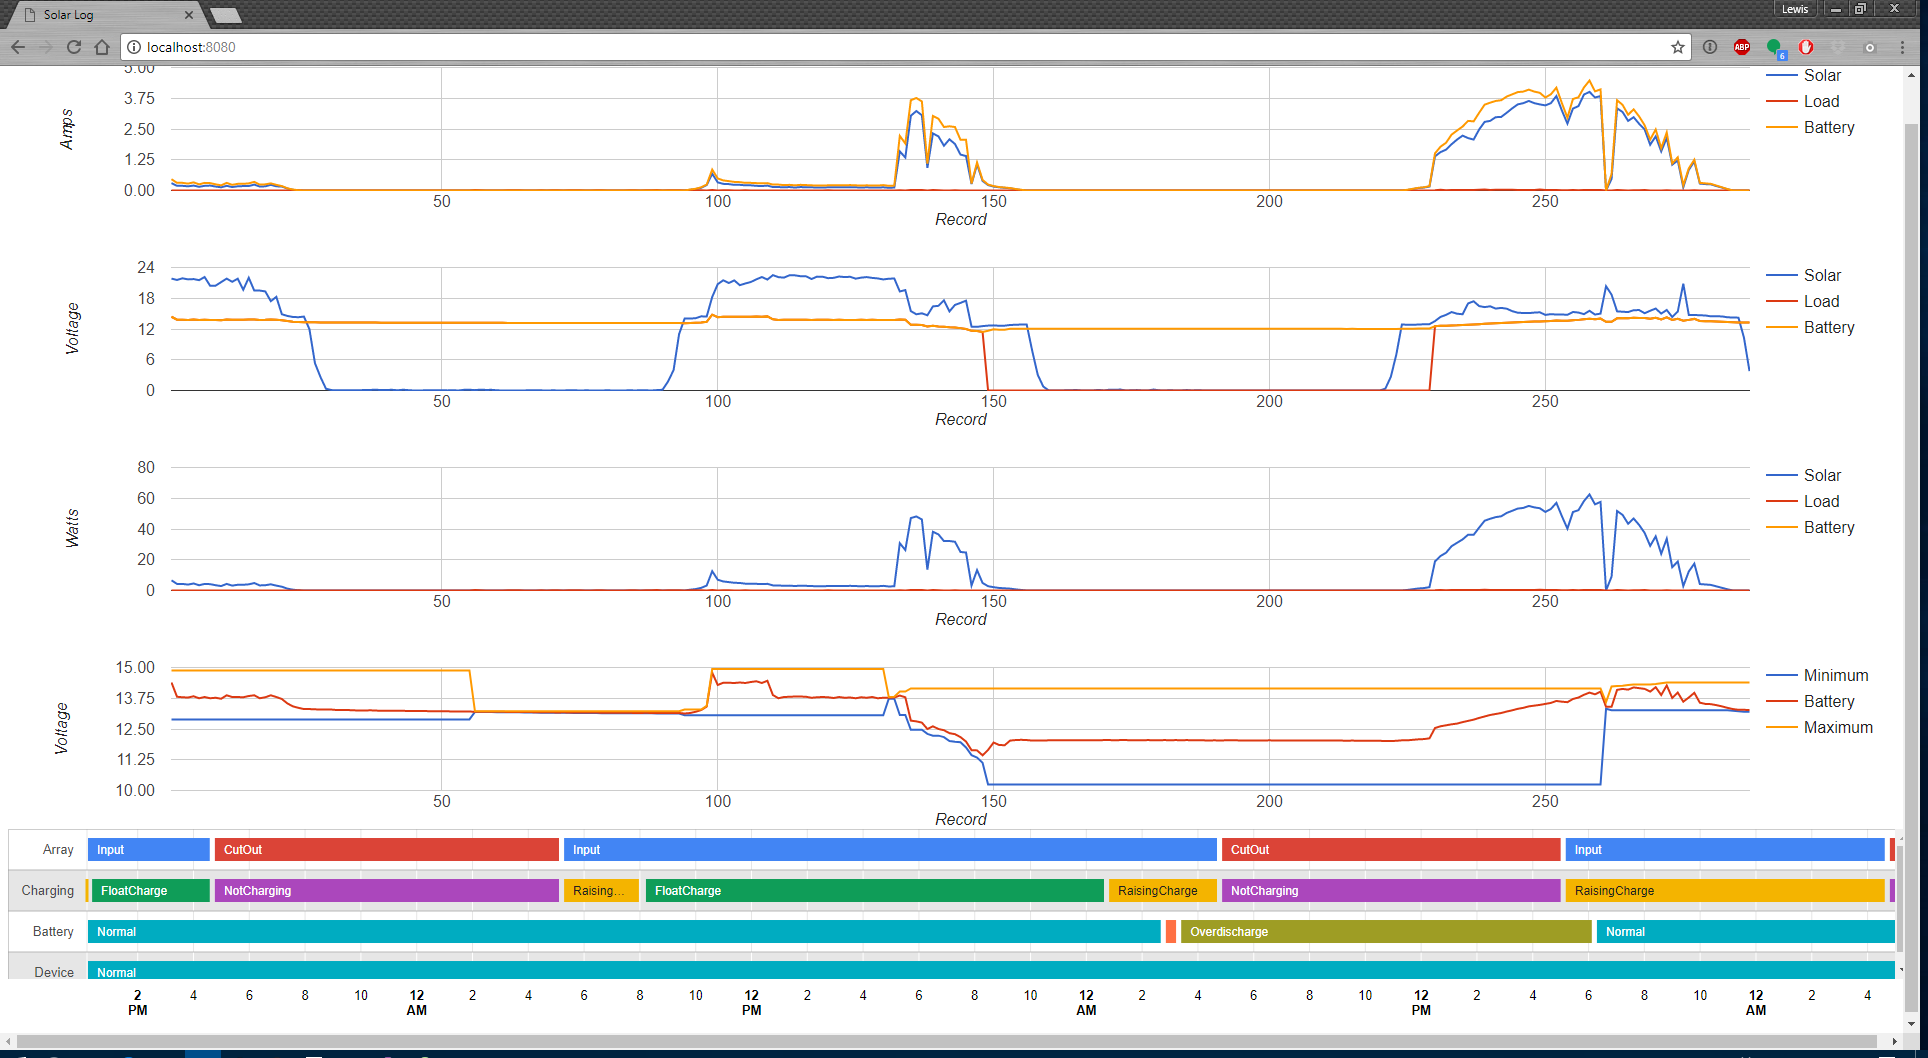 Solar Log
Lewis
localhost:8080
ABP
6
5.00
3.75
2.50
1.25
0.00
Amps
50
100
150
200
250
Record
Solar
Load
Battery
24
18
12
6
0
Voltage
50
100
150
200
250
Record
Solar
Load
Battery
80
60
40
20
0
Watts
50
100
150
200
250
Record
Solar
Load
Battery
15.00
13.75
12.50
11.25
10.00
Voltage
50
100
150
200
250
Record
Minimum
Battery
Maximum
Array Input CutOut Input CutOut Input
Charging FloatCharge NotCharging Raising... FloatCharge RaisingCharge NotCharging RaisingCharge
Battery Normal Overdischarge Normal
Device Normal
2 4 6 8 10 12 2 4 6 8 10 12 2 4 6 8 10 12 2 4 6 8 10 12 2 4 6 8 10 12 2 4
PM AM PM AM PM AM